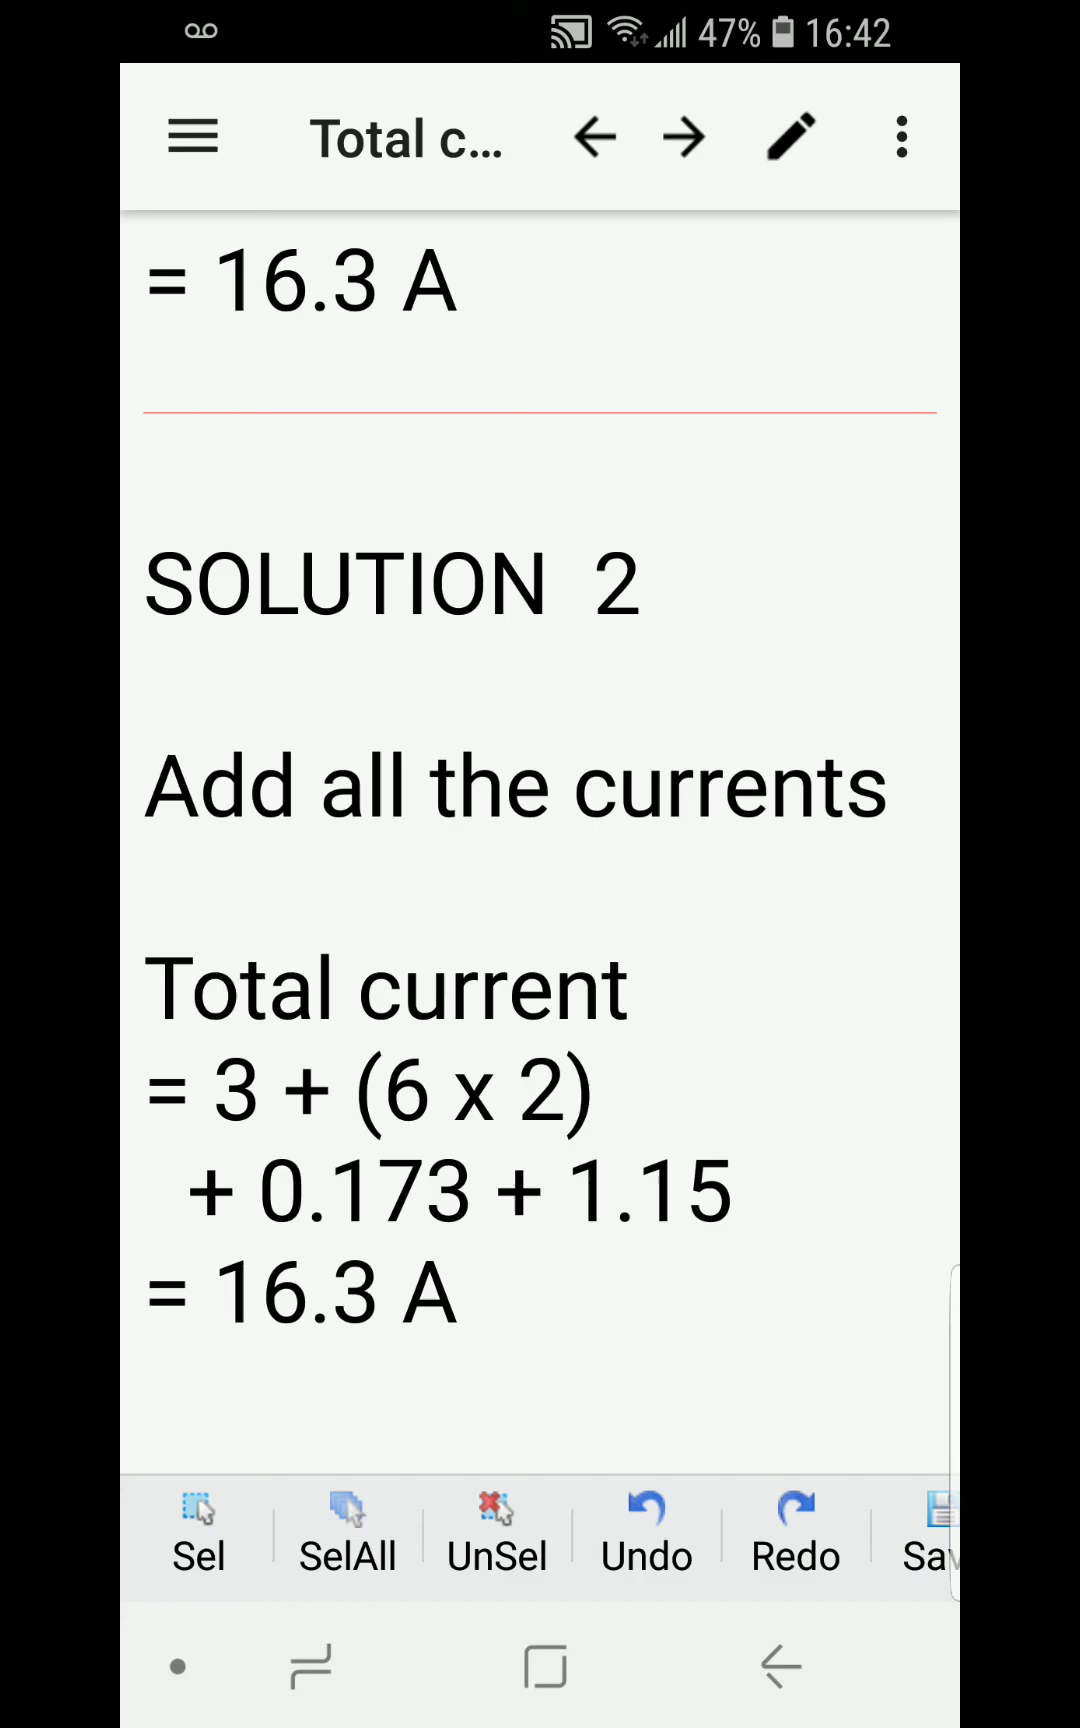 47% 16:42
Total c...
= 16.3 A
SOLUTION 2
Add all the currents
Total current
= 3 + (6 x 2)
+ 0.173 + 1.15
= 16.3 A
Sel SelAll UnSel Undo Redo Sav